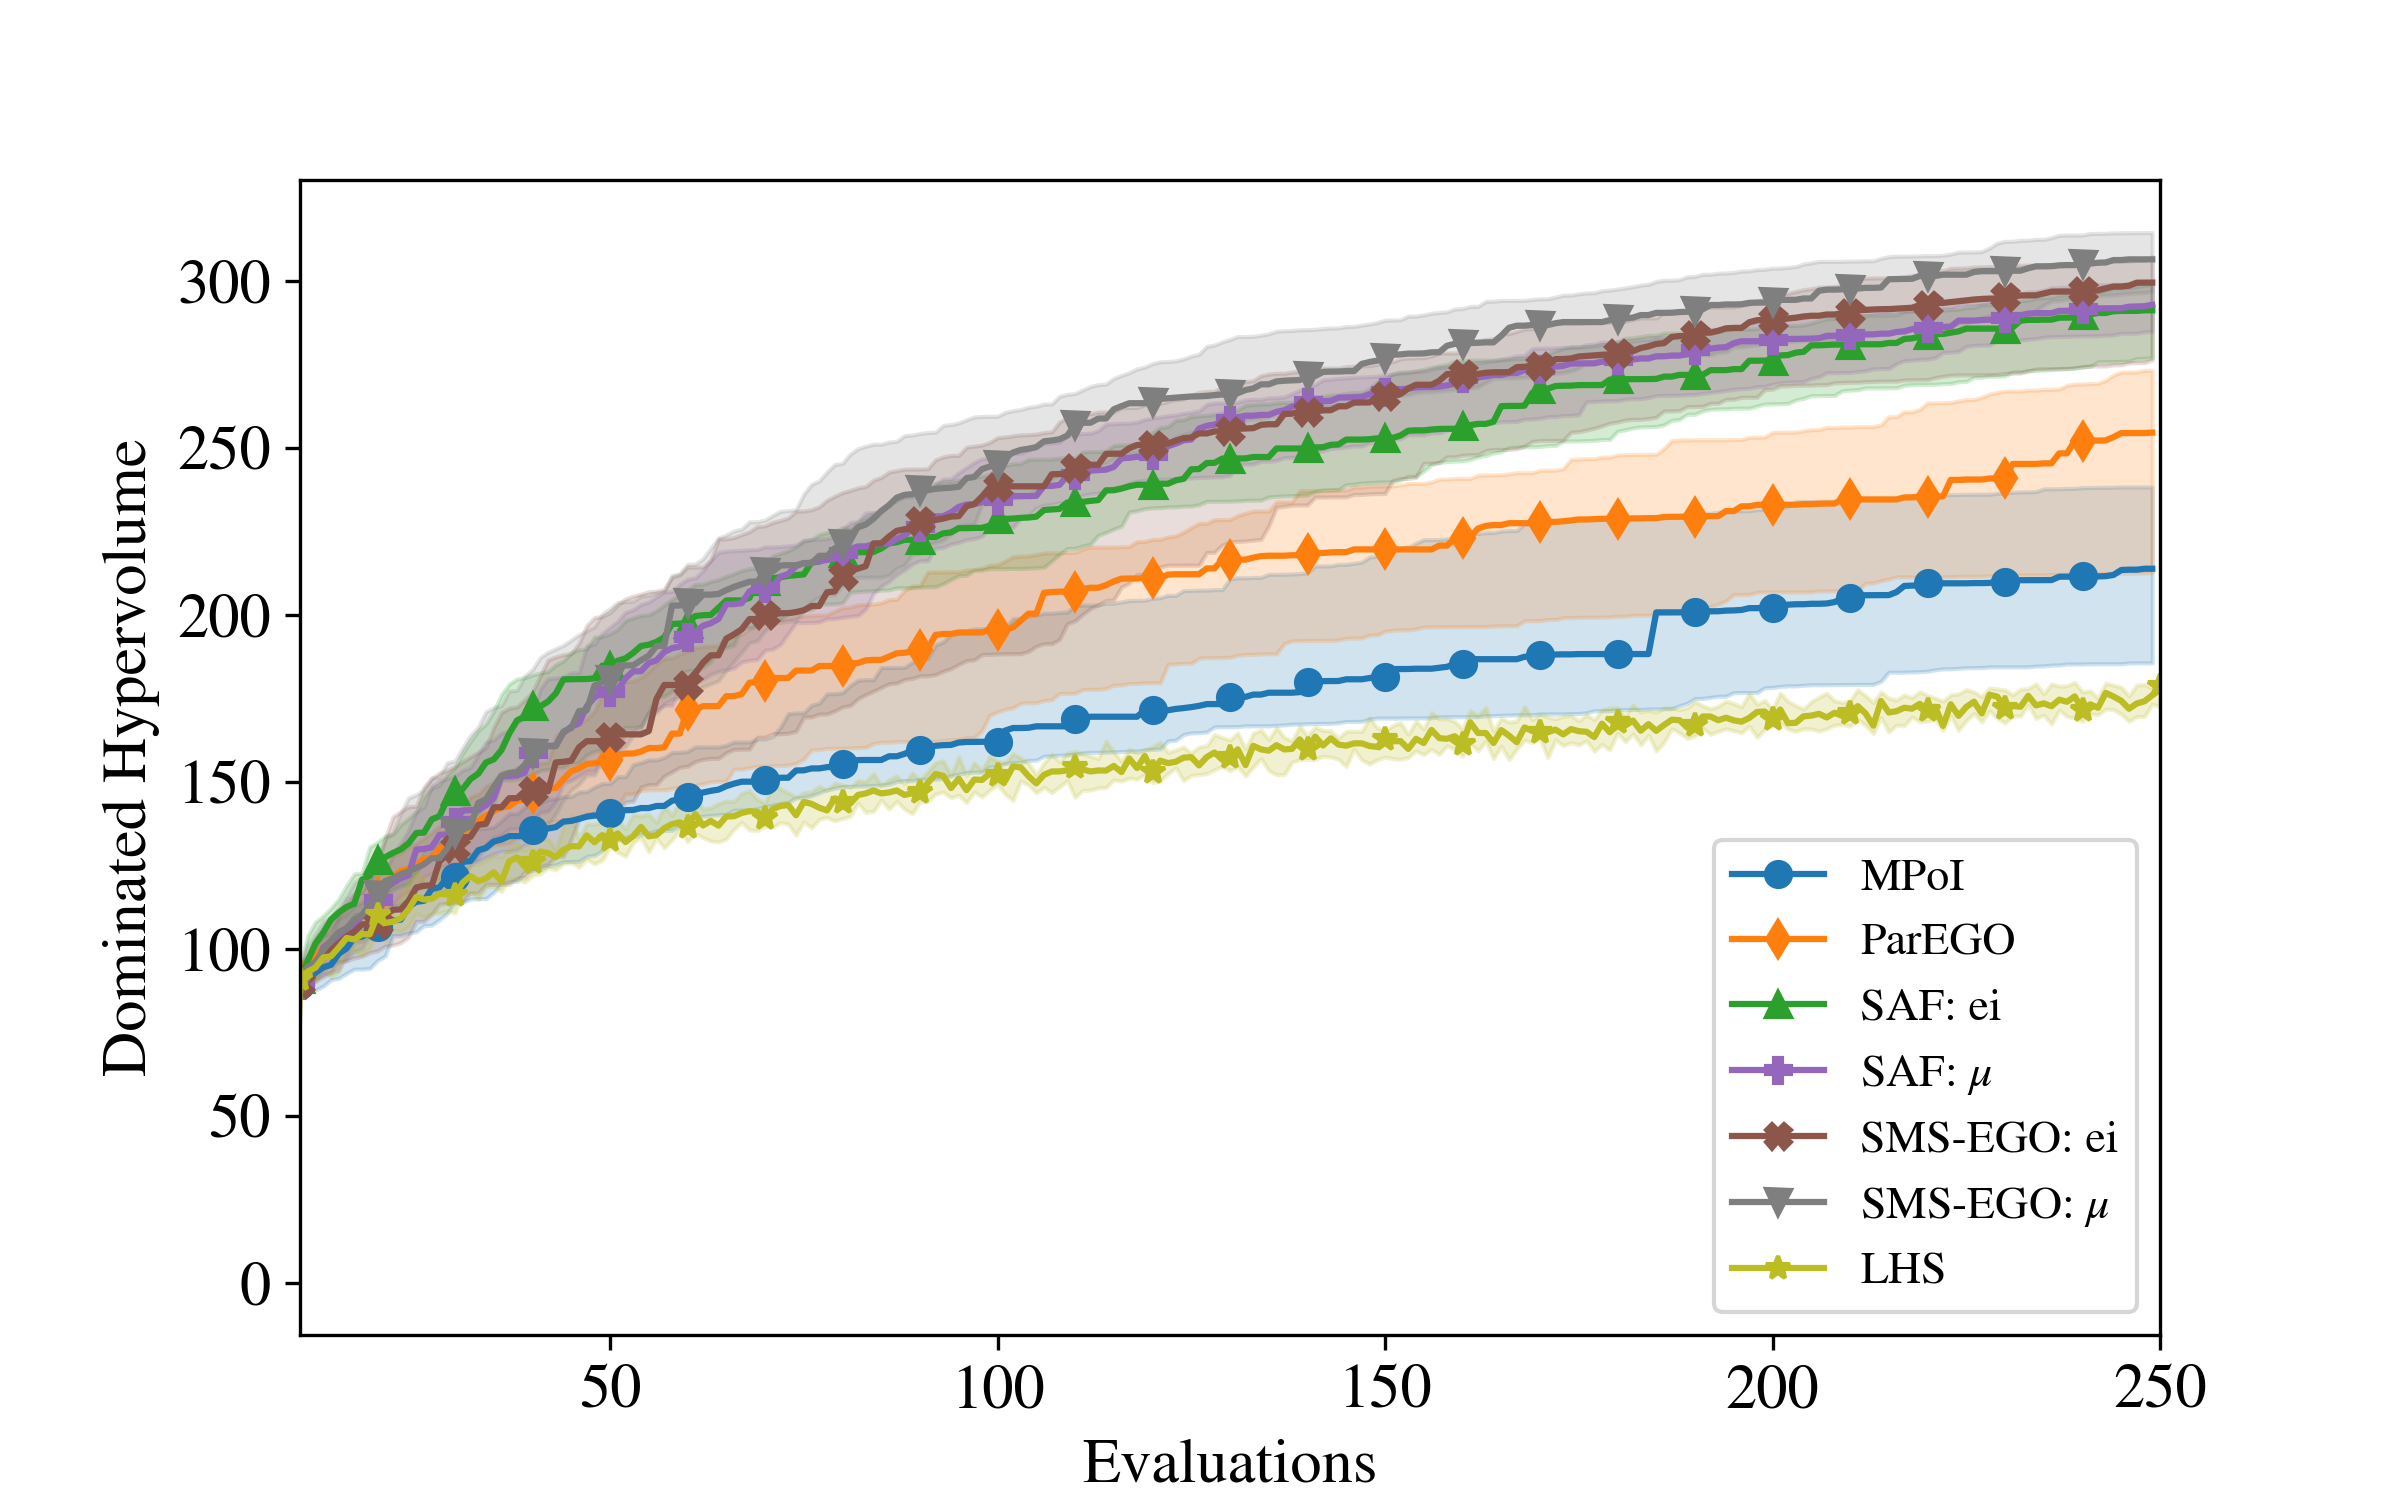 Dominated Hypervolume
300
250
200
150
100
50
0
MPoI
ParEGO
SAF: ei
SAF: μ
SMS-EGO: ei
SMS-EGO: μ
LHS
50 100 150 200 250
Evaluations